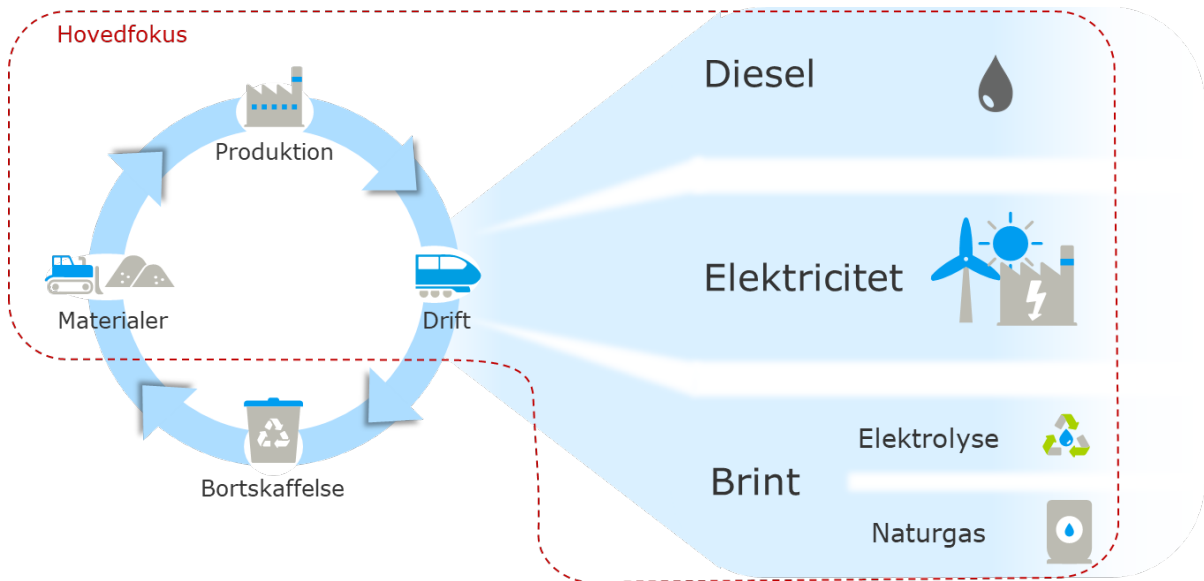 Hovedfokus
Produktion
Materialer
Drift
Bortskaffelse
Diesel
Elektricitet
Brint
Elektrolyse
Naturgas